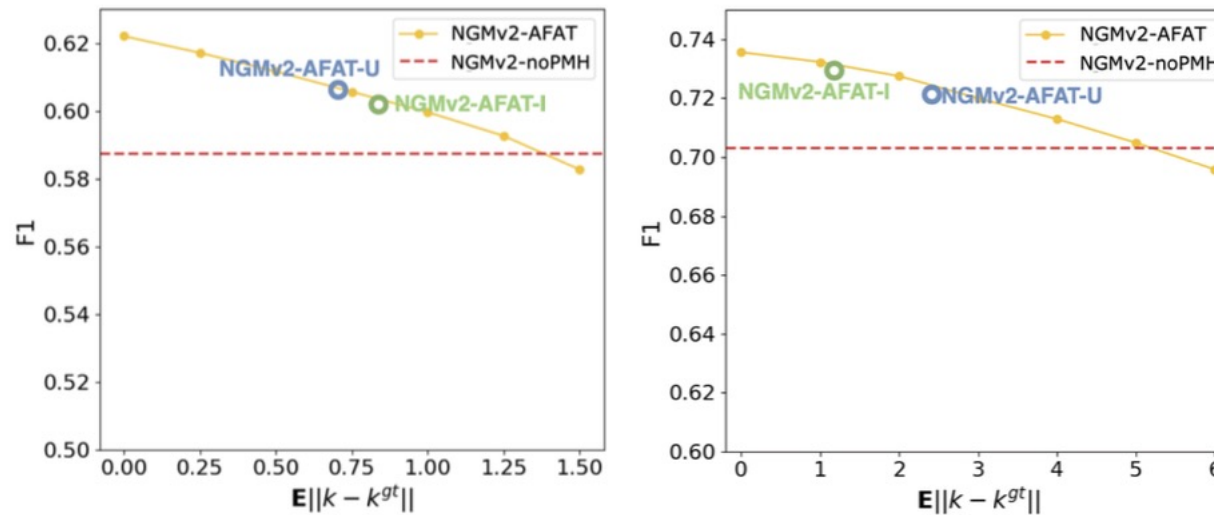 NGMv2-AFAT
NGMv2-noPMH
NGMv2-AFAT-U
NGMv2-AFAT-I
F1
0.62
0.60
0.58
0.56
0.54
0.52
0.50
0.00 0.25 0.50 0.75 1.00 1.25 1.50
E||k − k^{gt}||
NGMv2-AFAT
NGMv2-noPMH
NGMv2-AFAT-I
NGMv2-AFAT-U
F1
0.74
0.72
0.70
0.68
0.66
0.64
0.62
0.60
0 1 2 3 4 5 6
E||k − k^{gt}||